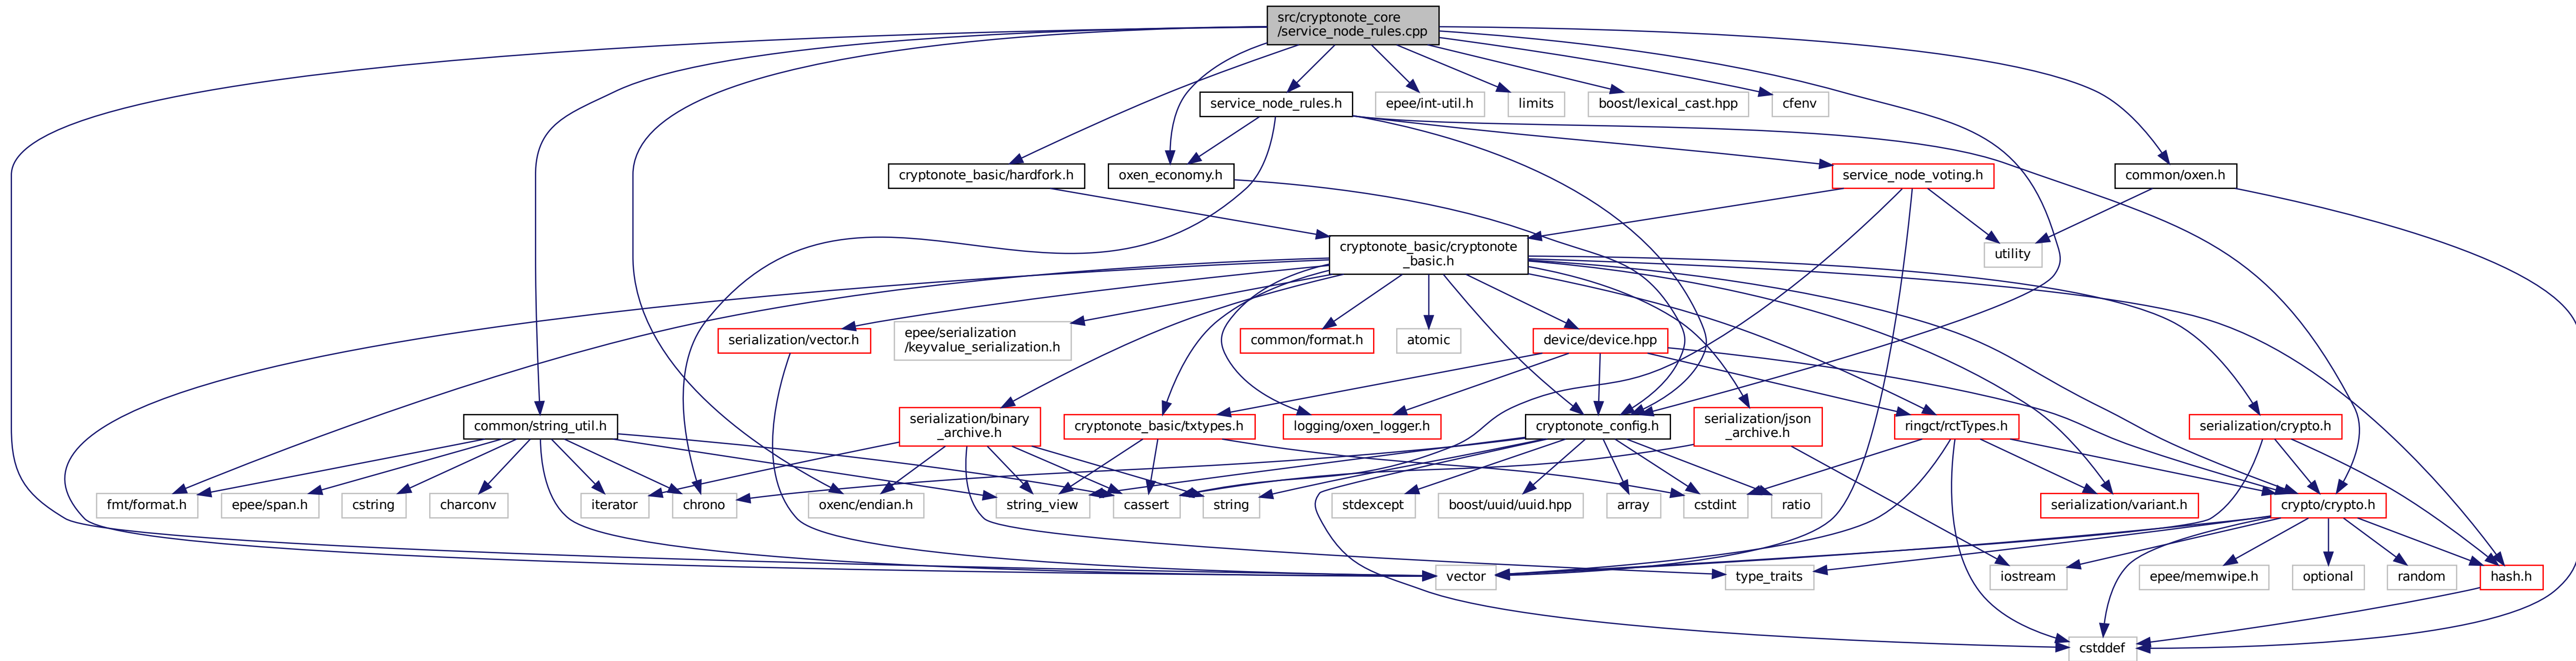 src/cryptonote_core
/service_node_rules.cpp
service_node_rules.h
epee/int-util.h
limits
boost/lexical_cast.hpp
cfenv
cryptonote_basic/hardfork.h
oxen_economy.h
service_node_voting.h
common/oxen.h
cryptonote_basic/cryptonote
_basic.h
utility
serialization/vector.h
epee/serialization
/keyvalue_serialization.h
common/format.h
atomic
device/device.hpp
common/string_util.h
serialization/binary
_archive.h
cryptonote_basic/txtypes.h
logging/oxen_logger.h
cryptonote_config.h
serialization/json
_archive.h
ringct/rctTypes.h
serialization/crypto.h
fmt/format.h
epee/span.h
cstring
charconv
iterator
chrono
oxenc/endian.h
string_view
cassert
string
stdexcept
boost/uuid/uuid.hpp
array
cstdint
ratio
serialization/variant.h
crypto/crypto.h
vector
type_traits
iostream
epee/memwipe.h
optional
random
hash.h
cstddef